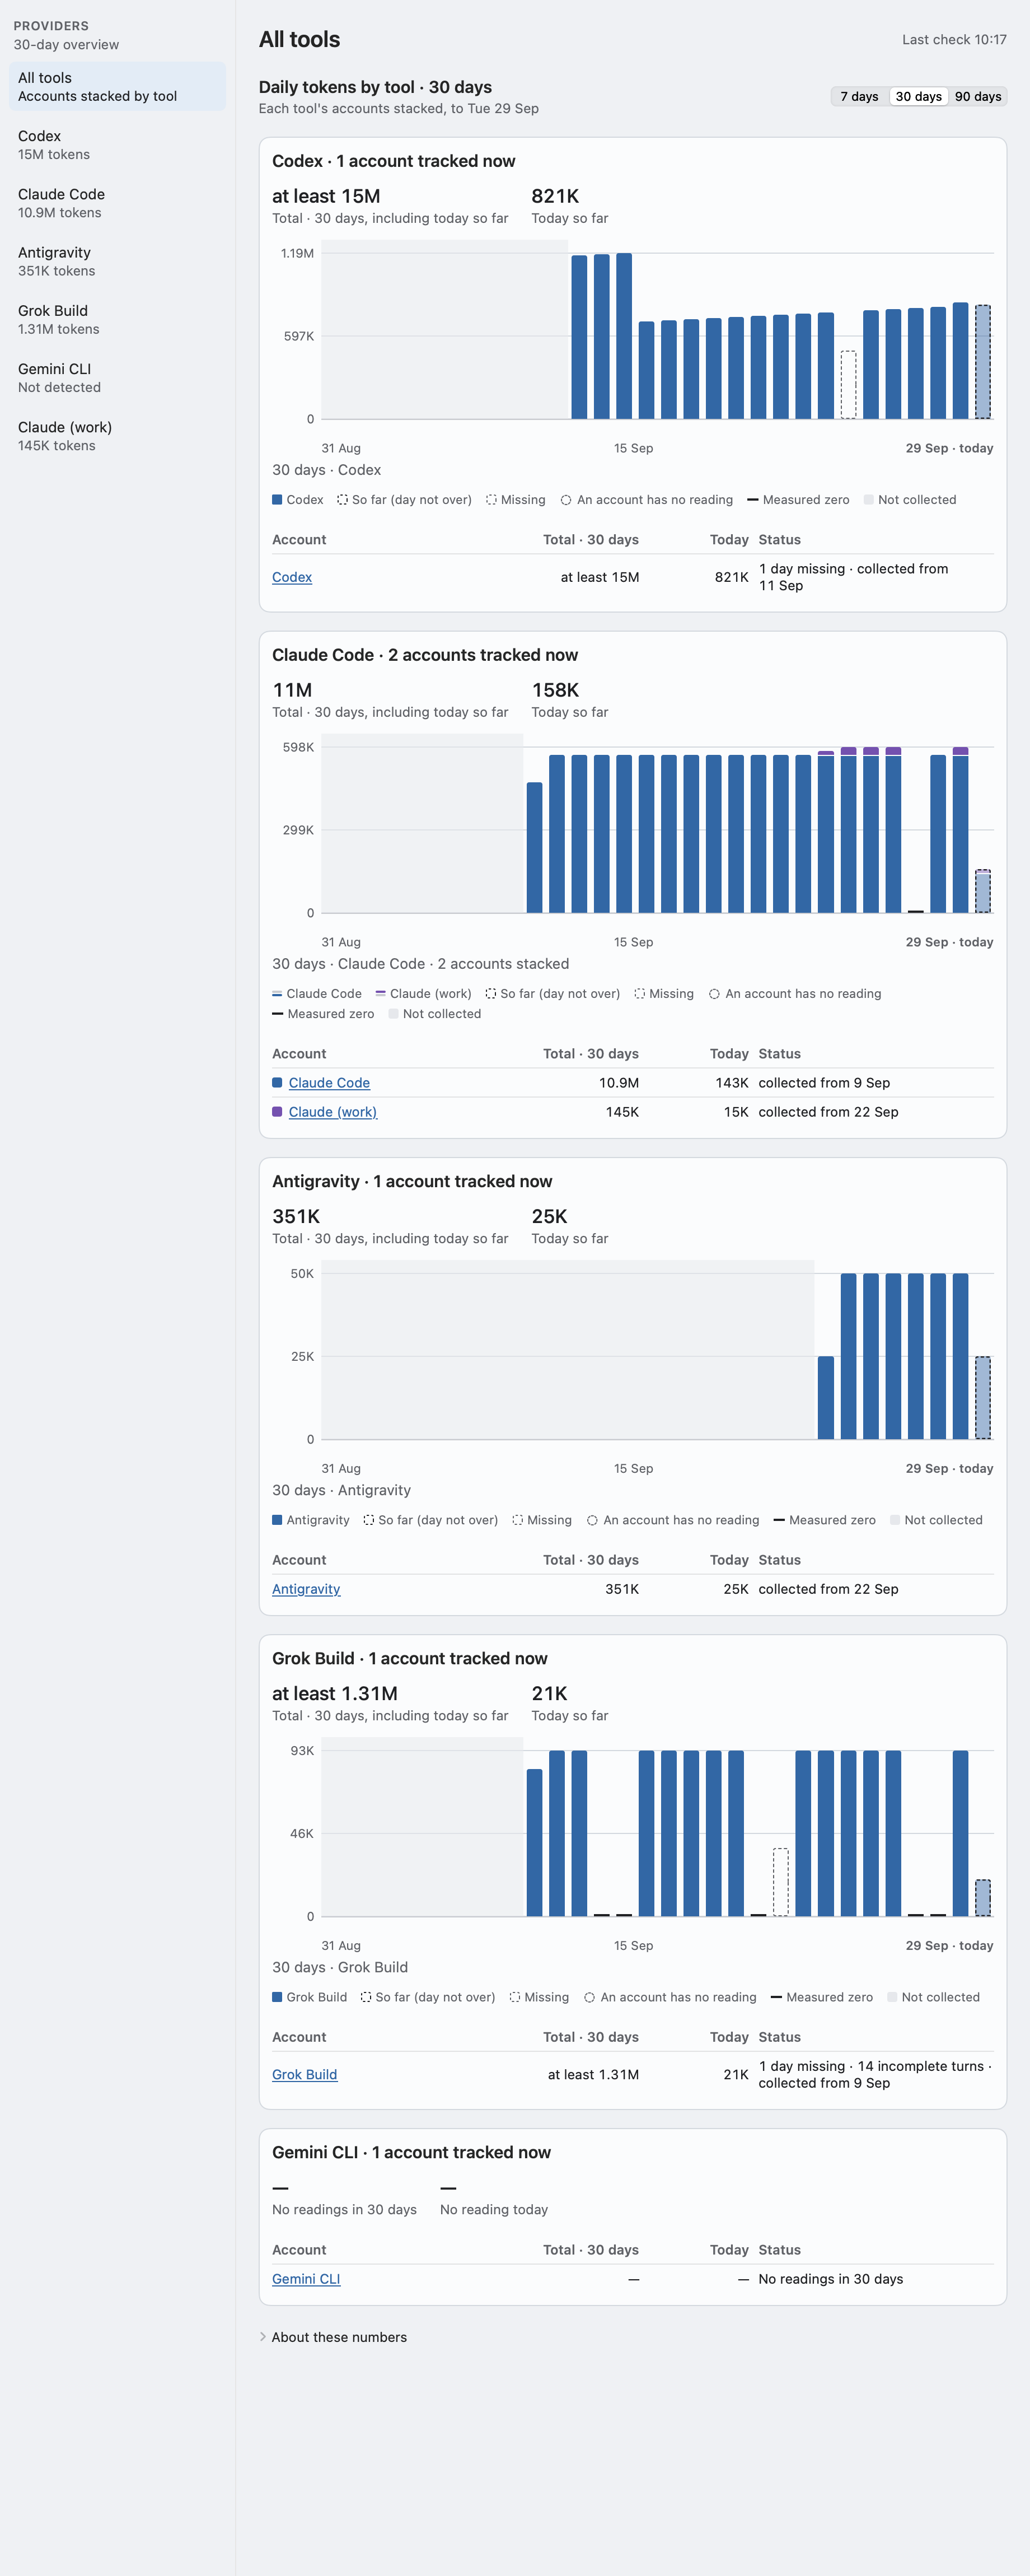 PROVIDERS
30-day overview
All tools
Accounts stacked by tool
Codex
15M tokens
Claude Code
10.9M tokens
Antigravity
351K tokens
Grok Build
1.31M tokens
Gemini CLI
Not detected
Claude (work)
145K tokens
All tools
Last check 10:17
Daily tokens by tool · 30 days
Each tool's accounts stacked, to Tue 29 Sep
7 days 30 days 90 days
Codex · 1 account tracked now
at least 15M 821K
Total · 30 days, including today so far Today so far
1.19M
597K
0
31 Aug 15 Sep 29 Sep · today
30 days · Codex
Codex So far (day not over) Missing An account has no reading Measured zero Not collected
Account Total · 30 days Today Status
Codex at least 15M 821K 1 day missing · collected from
11 Sep
Claude Code · 2 accounts tracked now
11M 158K
Total · 30 days, including today so far Today so far
598K
299K
0
31 Aug 15 Sep 29 Sep · today
30 days · Claude Code · 2 accounts stacked
Claude Code Claude (work) So far (day not over) Missing An account has no reading
Measured zero Not collected
Account Total · 30 days Today Status
Claude Code 10.9M 143K collected from 9 Sep
Claude (work) 145K 15K collected from 22 Sep
Antigravity · 1 account tracked now
351K 25K
Total · 30 days, including today so far Today so far
50K
25K
0
31 Aug 15 Sep 29 Sep · today
30 days · Antigravity
Antigravity So far (day not over) Missing An account has no reading Measured zero Not collected
Account Total · 30 days Today Status
Antigravity 351K 25K collected from 22 Sep
Grok Build · 1 account tracked now
at least 1.31M 21K
Total · 30 days, including today so far Today so far
93K
46K
0
31 Aug 15 Sep 29 Sep · today
30 days · Grok Build
Grok Build So far (day not over) Missing An account has no reading Measured zero Not collected
Account Total · 30 days Today Status
Grok Build at least 1.31M 21K 1 day missing · 14 incomplete turns ·
collected from 9 Sep
Gemini CLI · 1 account tracked now
— —
No readings in 30 days No reading today
Account Total · 30 days Today Status
Gemini CLI — — No readings in 30 days
About these numbers